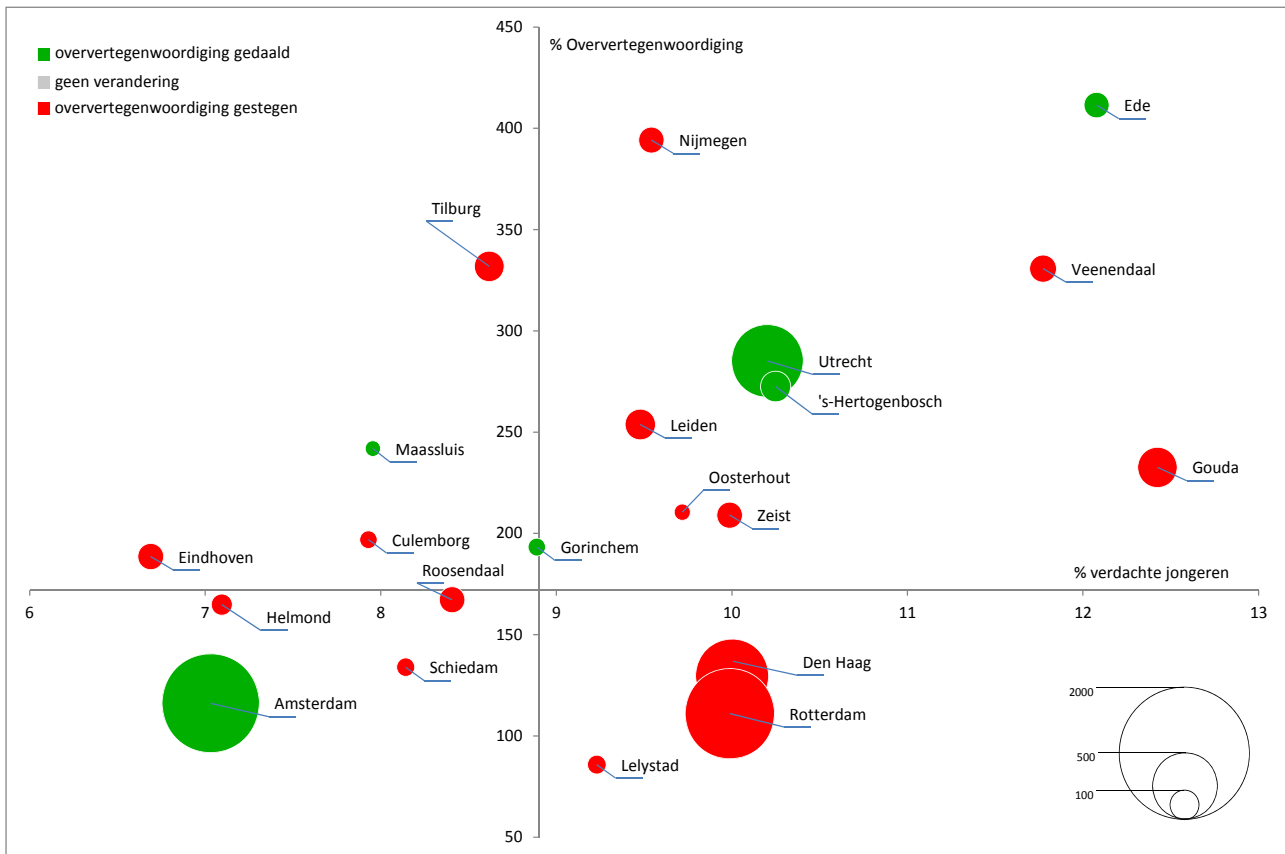 450
% Oververtegenwoordiging
oververtegenwoordiging gedaald
geen verandering
oververtegenwoordiging gestegen
Ede
400
Nijmegen
350
Tilburg
Veenendaal
300
Utrecht
's-Hertogenbosch
250
Leiden
Maassluis
Gouda
Oosterhout
Zeist
200
Culemborg
Gorinchem
Eindhoven
Roosendaal
% verdachte jongeren
6
7
8
9
10
11
12
13
Helmond
150
Schiedam
Den Haag
Amsterdam
Rotterdam
2000
100
Lelystad
500
100
50